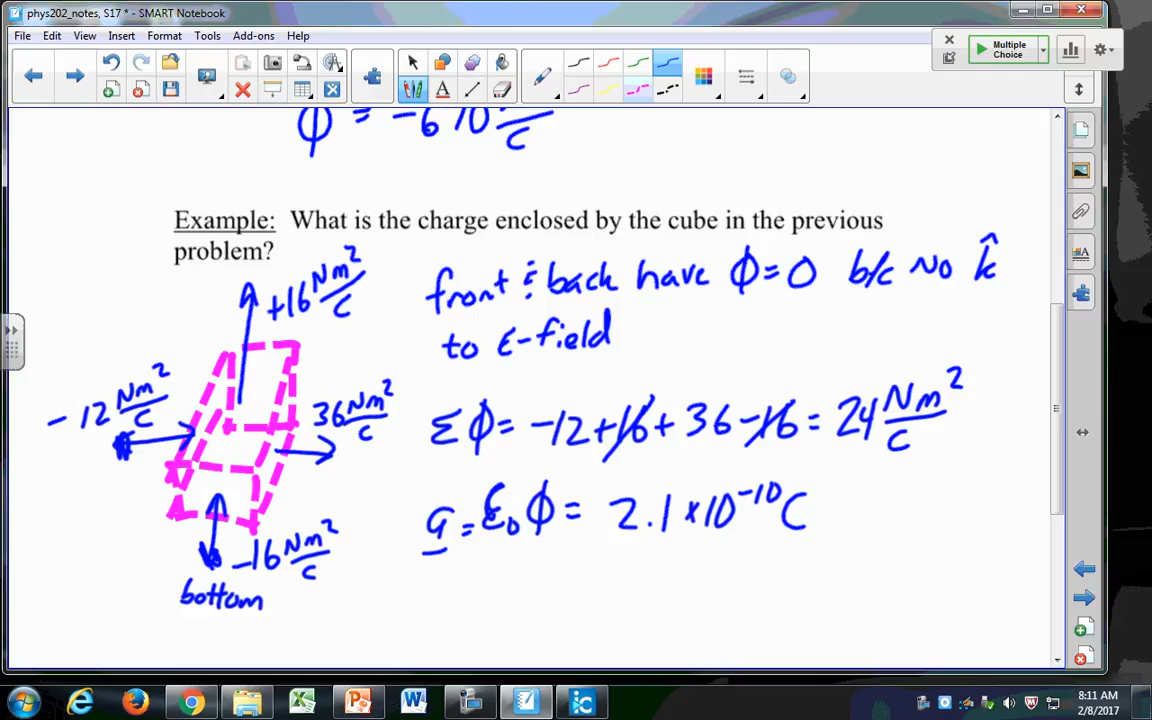 phys202_notes, S17 * - SMART Notebook
File Edit View Insert Format Tools Add-ons Help
Multiple
Choice
Φ = -6
C
Example: What is the charge enclosed by the cube in the previous
problem?
+16 Nm²/C
front & back have Φ=0 b/c No k̂
to E-field
-12 Nm²/C
36 Nm²/C
ΣΦ = -12+16+36-16 = 24 Nm²/C
q = ε₀Φ = 2.1×10⁻¹⁰C
-16 Nm²/C
bottom
8:11 AM
2/8/2017